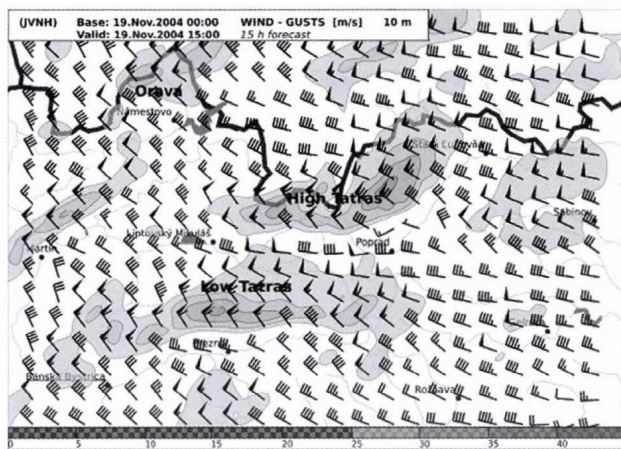 (JVNH) Base: 19.Nov.2004 00:00 WIND - GUSTS [m/s] 10 m
Valid: 19.Nov.2004 15:00 15 h forecast
Orava
Namestovo
Stará
High Tatras
Sabinov
Liptovský Mikuláš
Poprad
Martin
Low Tatras
Brezno
Banská Bystrica
Rožňava
0 5 10 15 20 25 30 35 40